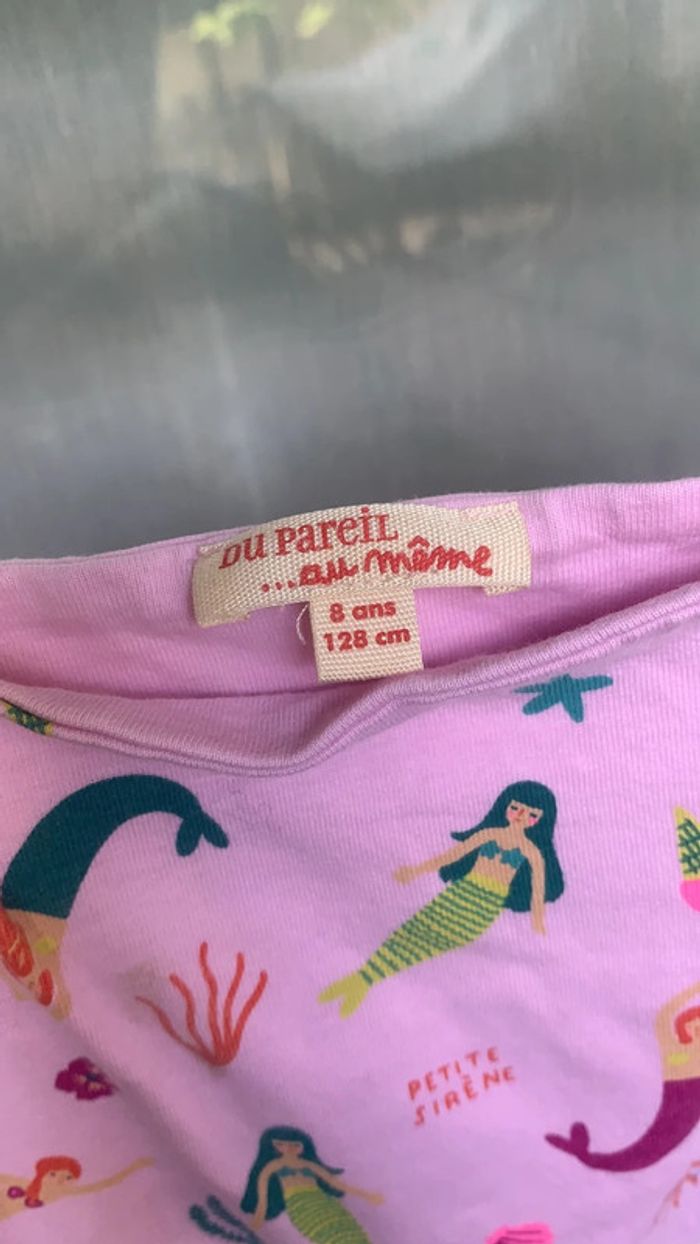 DU PAREIL
...au même
8 ans
128 cm
PETITE
SIRÈNE